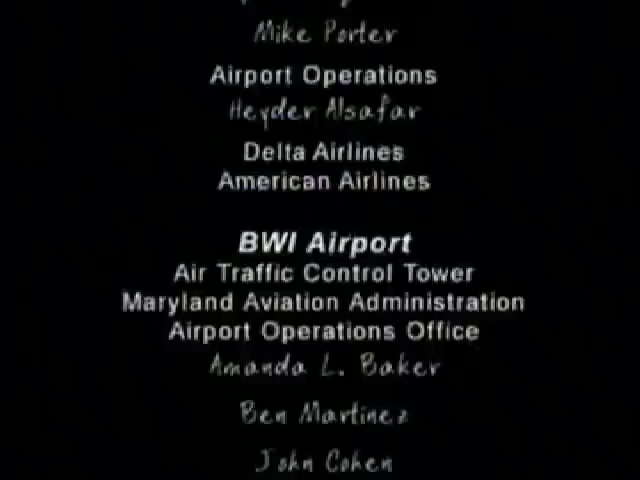 Mike Porter
Airport Operations
Heyder Alsafar
Delta Airlines
American Airlines
BWI Airport
Air Traffic Control Tower
Maryland Aviation Administration
Airport Operations Office
Amanda L. Baker
Ben Martinez
John Cohen